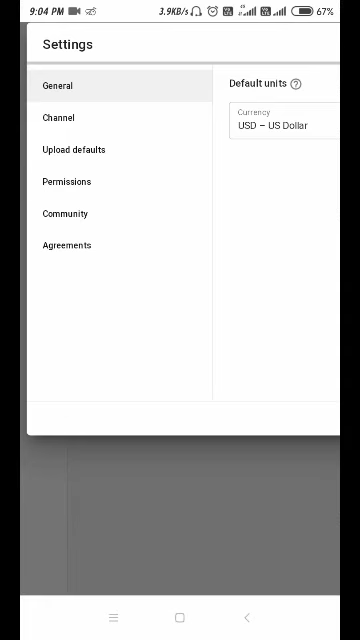 9:04 PM 3.9KB/s 67%
Settings
General
Channel
Upload defaults
Permissions
Community
Agreements
Default units
Currency
USD – US Dollar